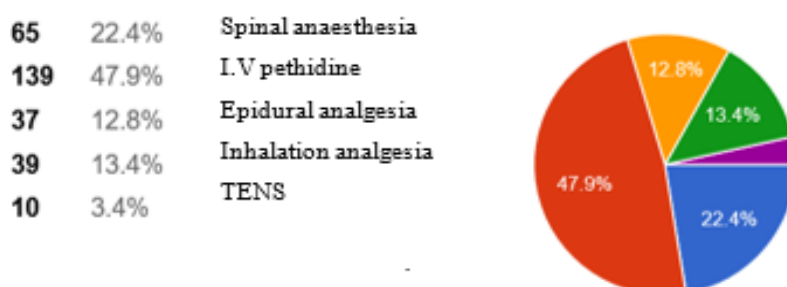 65 22.4% Spinal anaesthesia
139 47.9% I.V pethidine
37 12.8% Epidural analgesia
39 13.4% Inhalation analgesia
10 3.4% TENS
-
12.8%
13.4%
47.9%
22.4%